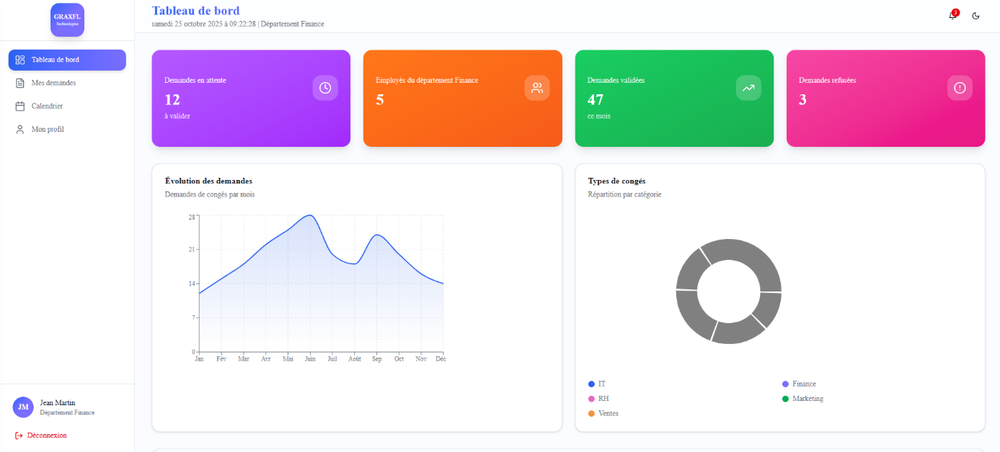 GRAXFL
Technologies
Tableau de bord
Mes demandes
Calendrier
Mon profil
Jean Martin
JM
Département Finance
Déconnexion
Tableau de bord
samedi 25 octobre 2025 à 09:22:28 | Département Finance
3
Demandes en attente
12
à valider
Employés du département Finance
5
Demandes validées
47
ce mois
Demandes refusées
3
Évolution des demandes
Demandes de congés par mois
28
21
14
7
0
Jan Fév Mar Avr Mai Juin Juil Août Sep Oct Nov Déc
Types de congés
Répartition par catégorie
IT
Finance
RH
Marketing
Ventes